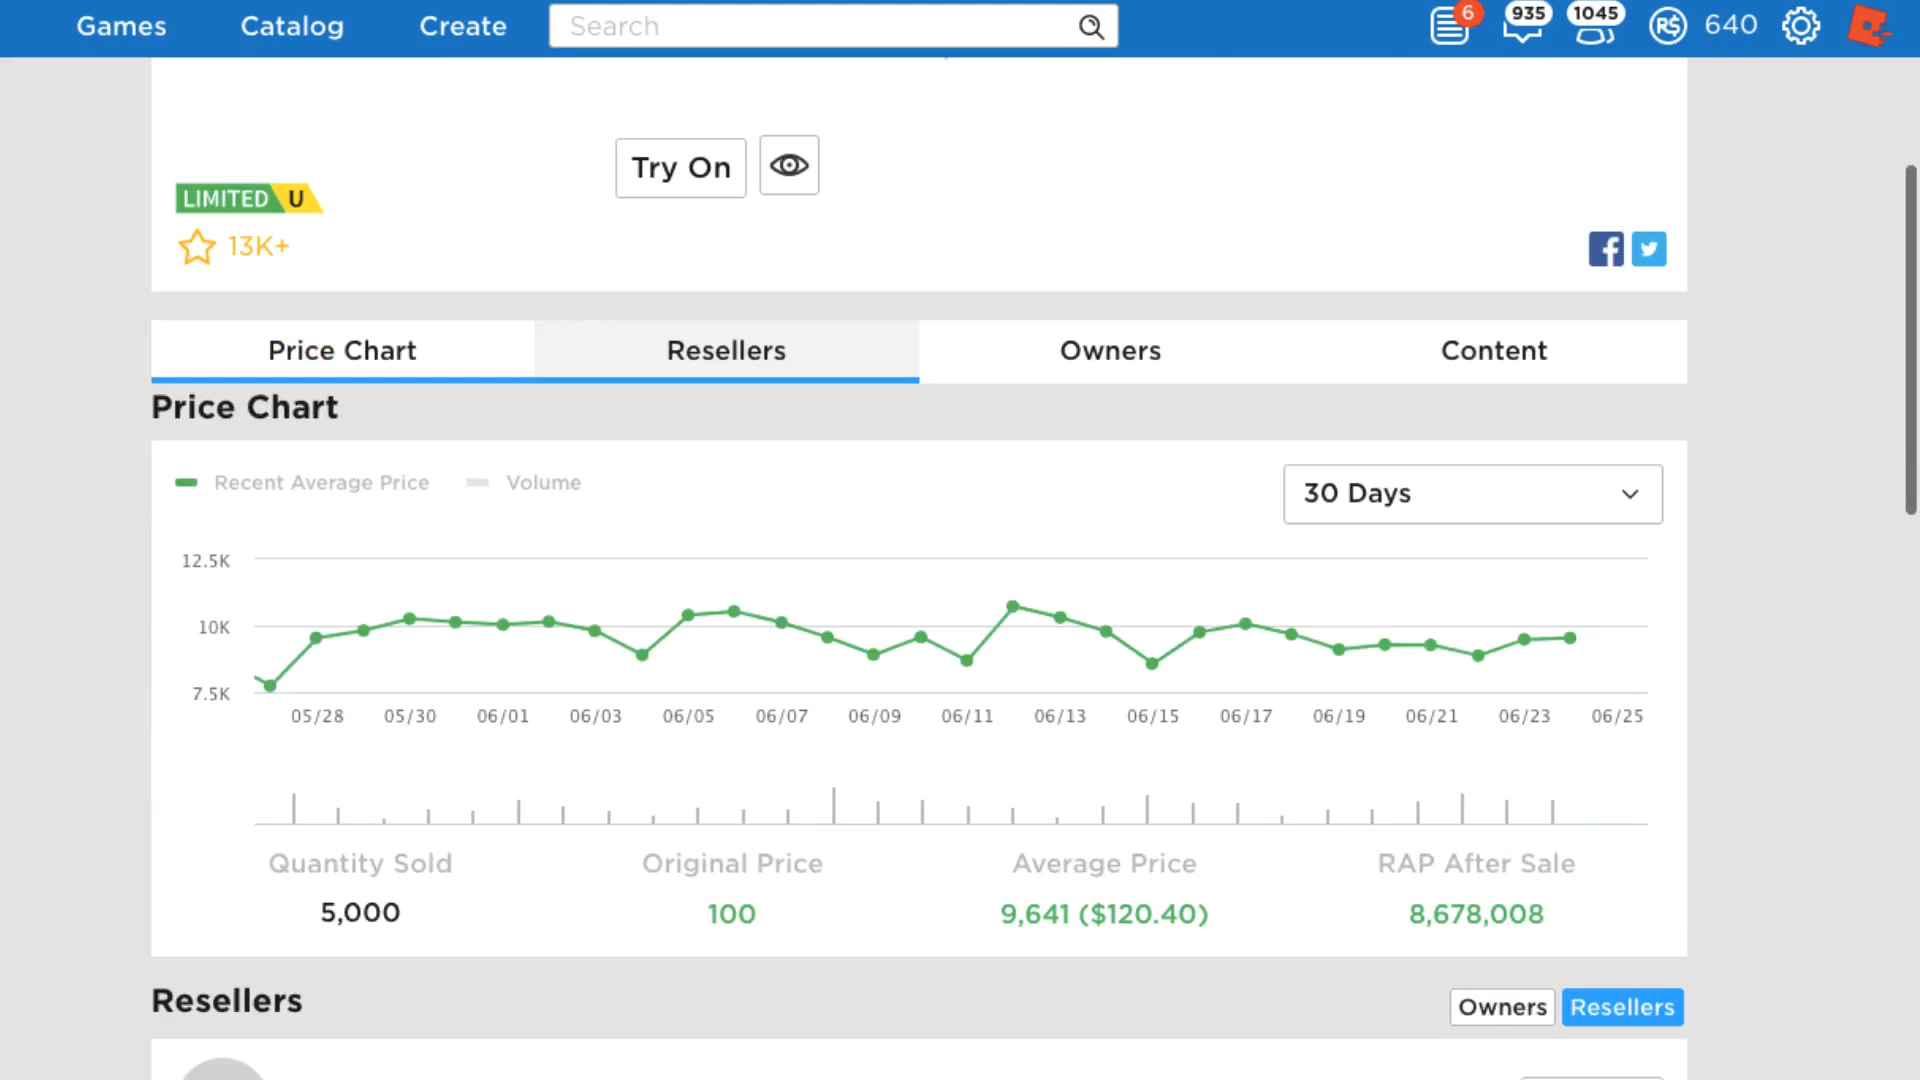 Games Catalog Create Search 6 935 1045 R$ 640
Try On
LIMITED U
13K+
Price Chart Resellers Owners Content
Price Chart
Recent Average Price Volume
30 Days
12.5K
10K
7.5K
05/28 05/30 06/01 06/03 06/05 06/07 06/09 06/11 06/13 06/15 06/17 06/19 06/21 06/23 06/25
Quantity Sold Original Price Average Price RAP After Sale
5,000 100 9,641 ($120.40) 8,678,008
Resellers Owners Resellers